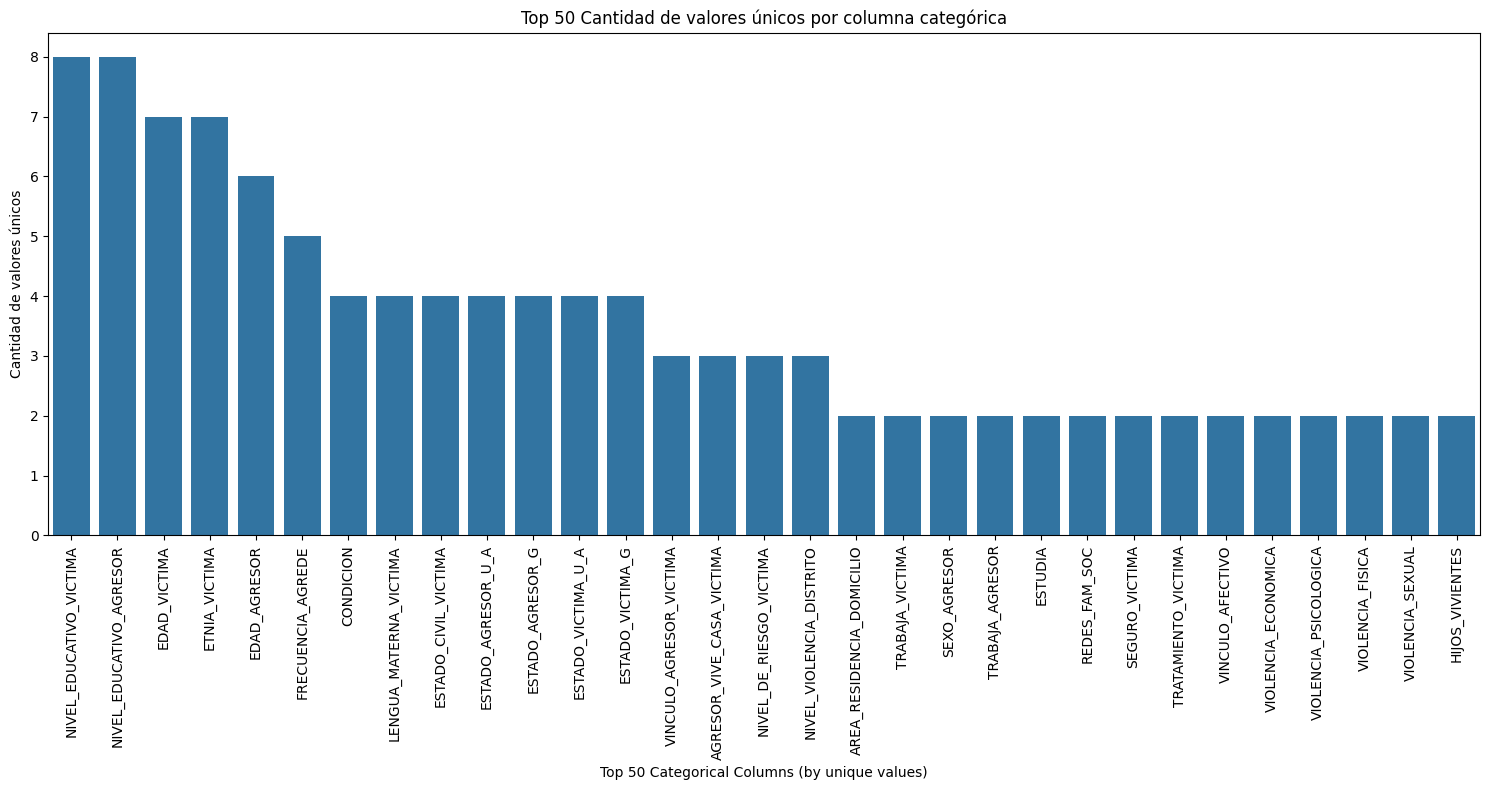 Top 50 Cantidad de valores únicos por columna categórica
Cantidad de valores únicos
8
7
6
5
4
3
2
1
0
NIVEL_EDUCATIVO_VICTIMA
NIVEL_EDUCATIVO_AGRESOR
EDAD_VICTIMA
ETNIA_VICTIMA
EDAD_AGRESOR
FRECUENCIA_AGREDE
CONDICION
LENGUA_MATERNA_VICTIMA
ESTADO_CIVIL_VICTIMA
ESTADO_AGRESOR_U_A
ESTADO_AGRESOR_G
ESTADO_VICTIMA_U_A
ESTADO_VICTIMA_G
VINCULO_AGRESOR_VICTIMA
AGRESOR_VIVE_CASA_VICTIMA
NIVEL_DE_RIESGO_VICTIMA
NIVEL_VIOLENCIA_DISTRITO
AREA_RESIDENCIA_DOMICILIO
TRABAJA_VICTIMA
SEXO_AGRESOR
TRABAJA_AGRESOR
ESTUDIA
REDES_FAM_SOC
SEGURO_VICTIMA
TRATAMIENTO_VICTIMA
VINCULO_AFECTIVO
VIOLENCIA_ECONOMICA
VIOLENCIA_PSICOLOGICA
VIOLENCIA_FISICA
VIOLENCIA_SEXUAL
HIJOS_VIVIENTES
Top 50 Categorical Columns (by unique values)